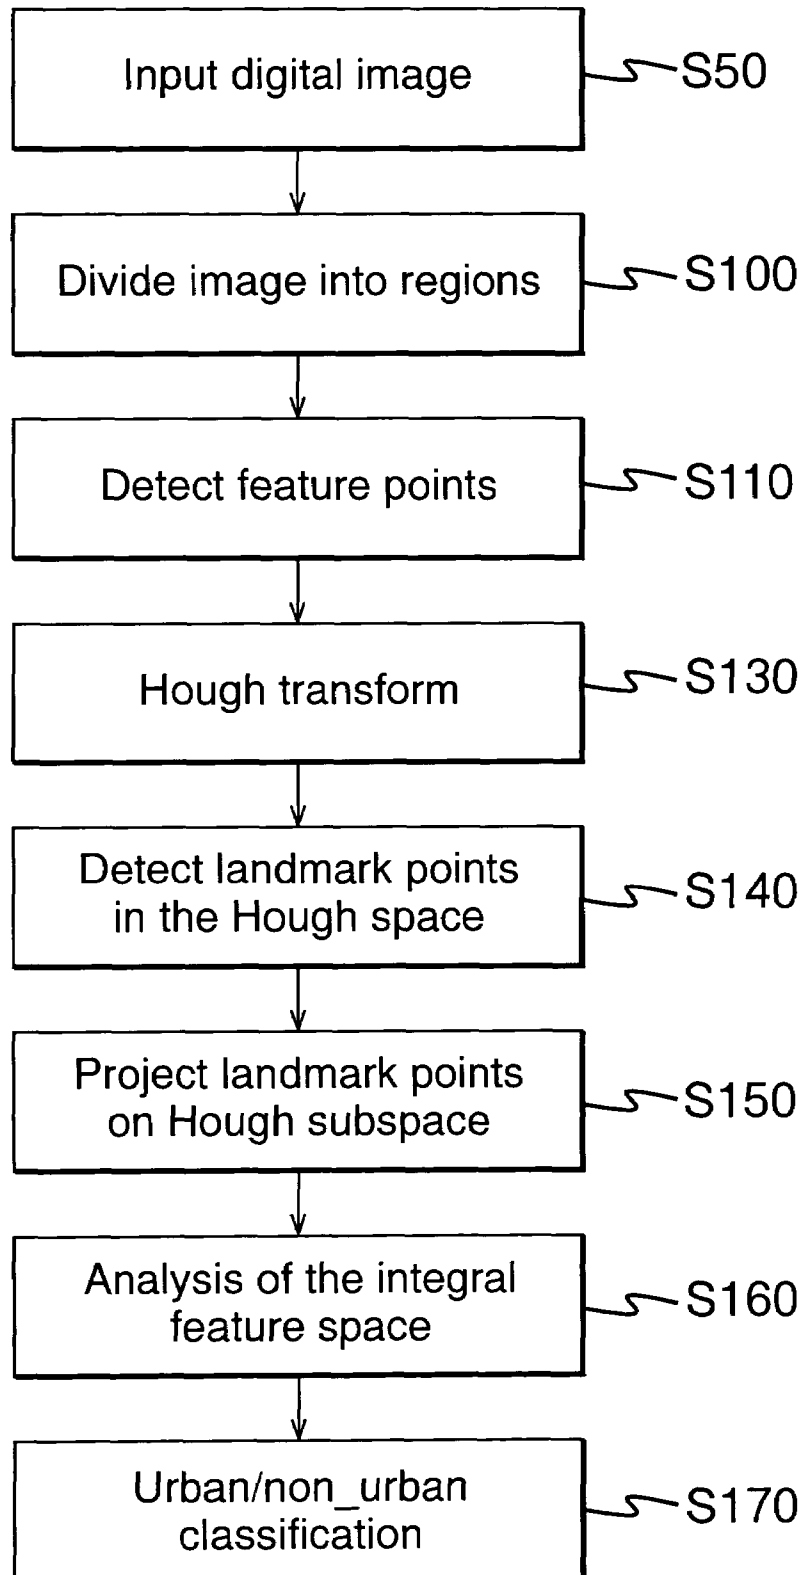 Input digital image
S50
Divide image into regions
S100
Detect feature points
S110
Hough transform
S130
Detect landmark points
in the Hough space
S140
Project landmark points
on Hough subspace
S150
Analysis of the integral
feature space
S160
Urban/non_urban
classification
S170